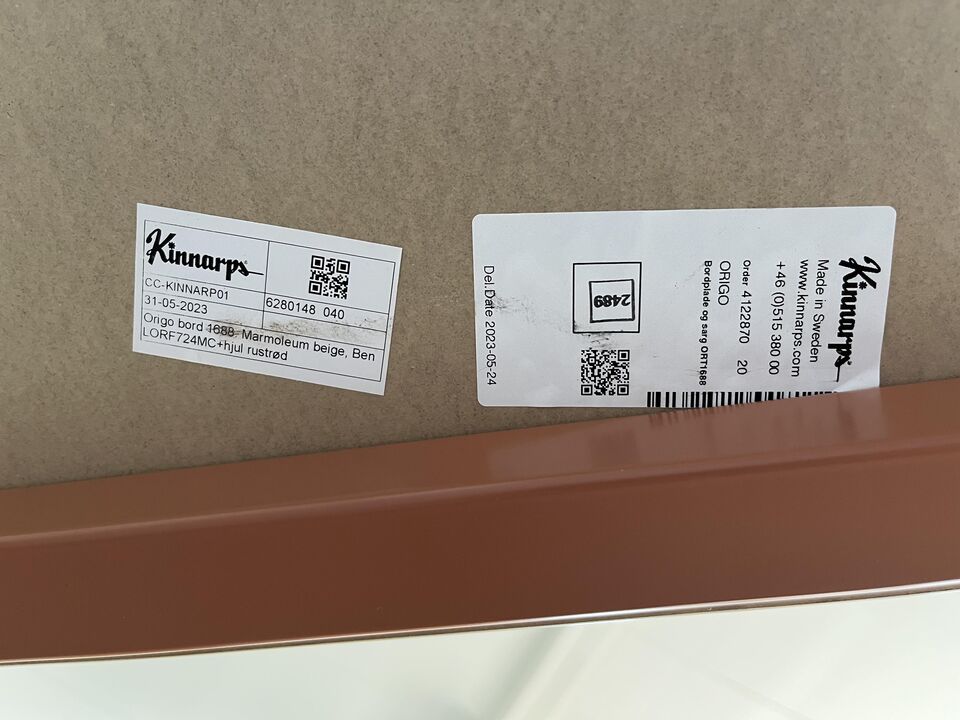 Kinnarps
CC-KINNARP01
31-05-2023
6280148 040
Origo bord 1688 Marmoleum beige, Ben
LORF724MC+hjul rustrød
Kinnarps
Made in Sweden
www.kinnarps.com
+46 (0)515 380 00
Order 4122870 20
ORIGO
Bordplade og sarg ORT1688
2489
Del.Date 2023-05-24